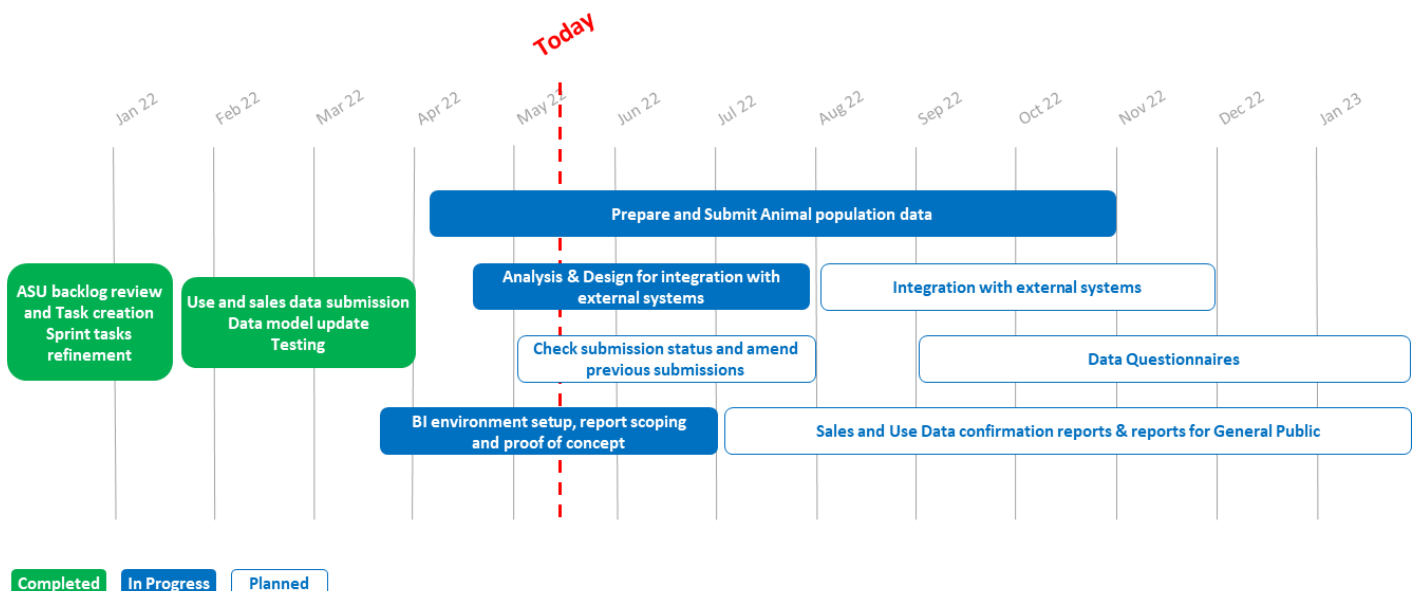 Today
Jan 22
Feb 22
Mar 22
Apr 22
May 22
Jun 22
Jul 22
Aug 22
Sep 22
Oct 22
Nov 22
Dec 22
Jan 23
Prepare and Submit Animal population data
ASU backlog review
and Task creation
Sprint tasks
refinement
Use and sales data submission
Data model update
Testing
Analysis & Design for integration with
external systems
Integration with external systems
Check submission status and amend
previous submissions
Data Questionnaires
BI environment setup, report scoping
and proof of concept
Sales and Use Data confirmation reports & reports for General Public
Completed
In Progress
Planned